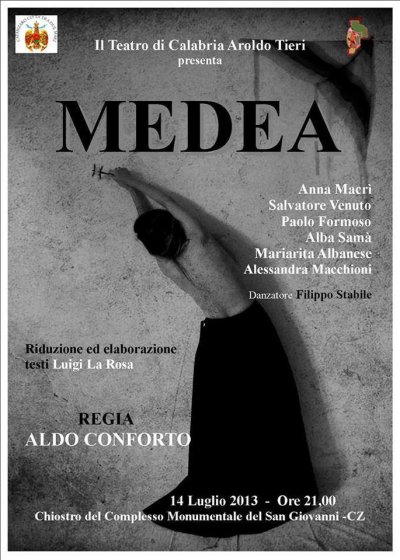 Il Teatro di Calabria Aroldo Tieri
presenta
MEDEA
Anna Macrì
Salvatore Venuto
Paolo Formoso
Alba Samà
Mariarita Albanese
Alessandra Macchioni
Danzatore Filippo Stabile
Riduzione ed elaborazione
testi Luigi La Rosa
REGIA
ALDO CONFORTO
14 Luglio 2013 - Ore 21,00
Chiostro del Complesso Monumentale del San Giovanni -CZ